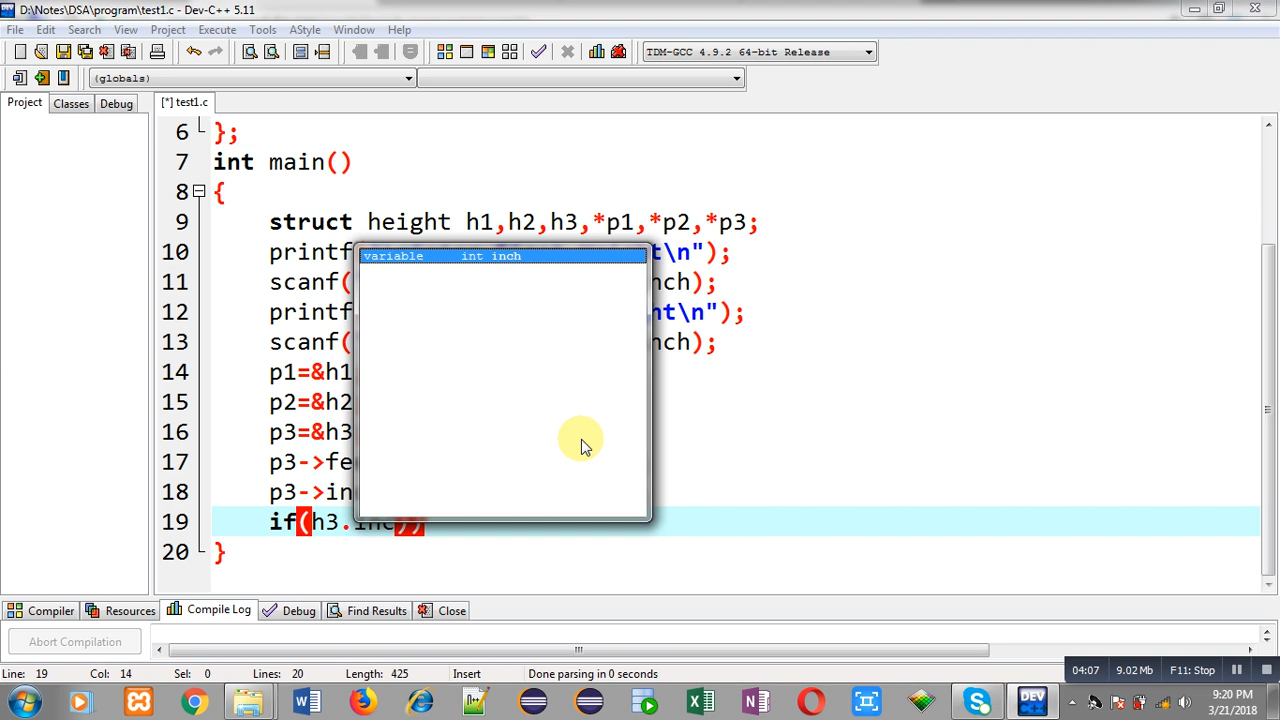 D:\Notes\DSA\program\test1.c - Dev-C++ 5.11
File Edit Search View Project Execute Tools AStyle Window Help
TDM-GCC 4.9.2 64-bit Release
(globals)
Project Classes Debug [*] test1.c
6 };
7 int main()
8 {
9 struct height h1,h2,h3,*p1,*p2,*p3;
10 printf t\n");
11 scanf( nch);
12 printf nt\n");
13 scanf( nch);
14 p1=&h1
15 p2=&h2
16 p3=&h3
17 p3->fe
18 p3->in
19 if(h3.inc))
20 }
variable int inch
Compiler Resources Compile Log Debug Find Results Close
Abort Compilation
Line: 19 Col: 14 Sel: 0 Lines: 20 Length: 425 Insert Done parsing in 0 seconds
04:07 9.02 Mb F11: Stop
DEV
9:20 PM
3/21/2018